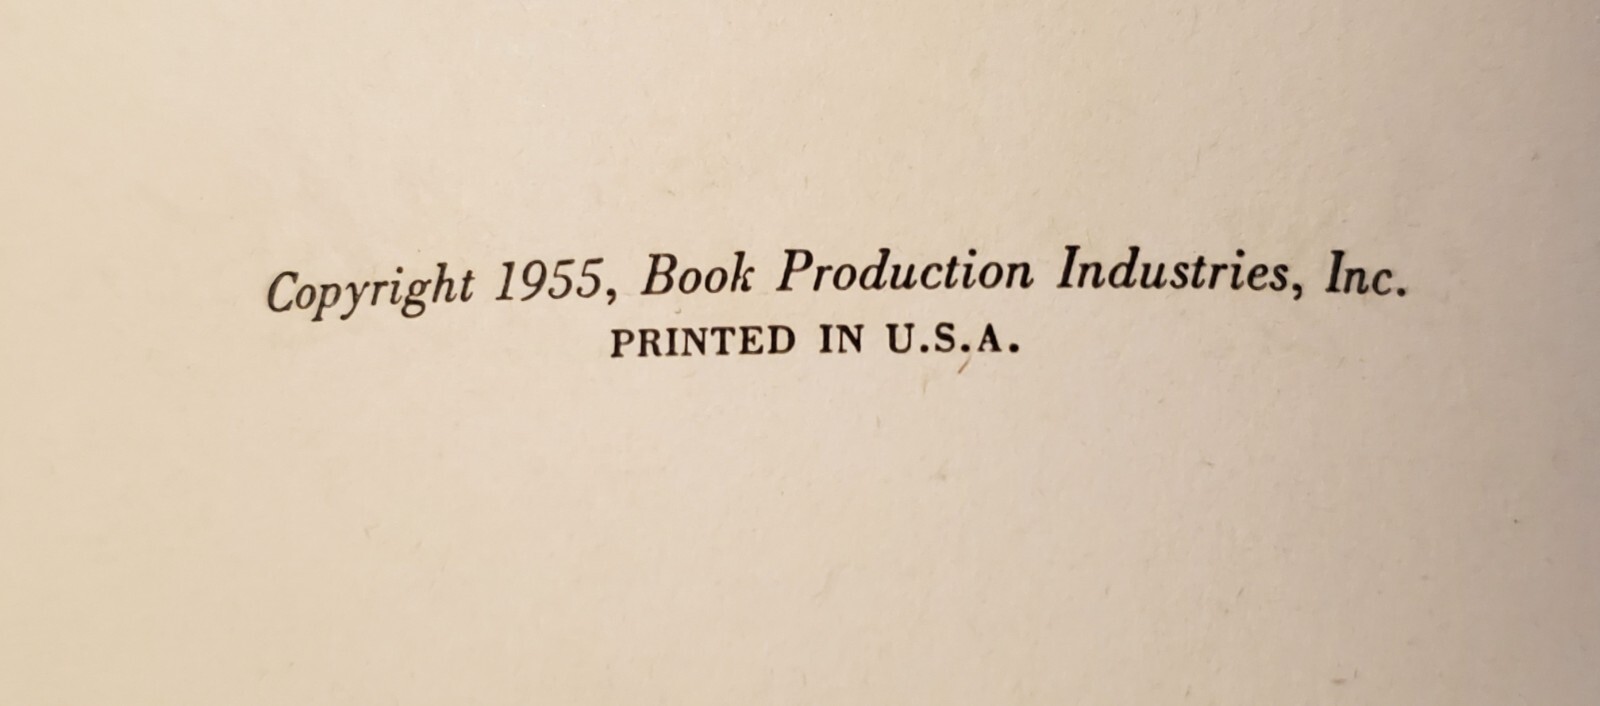 Copyright 1955, Book Production Industries, Inc.
PRINTED IN U.S.A.